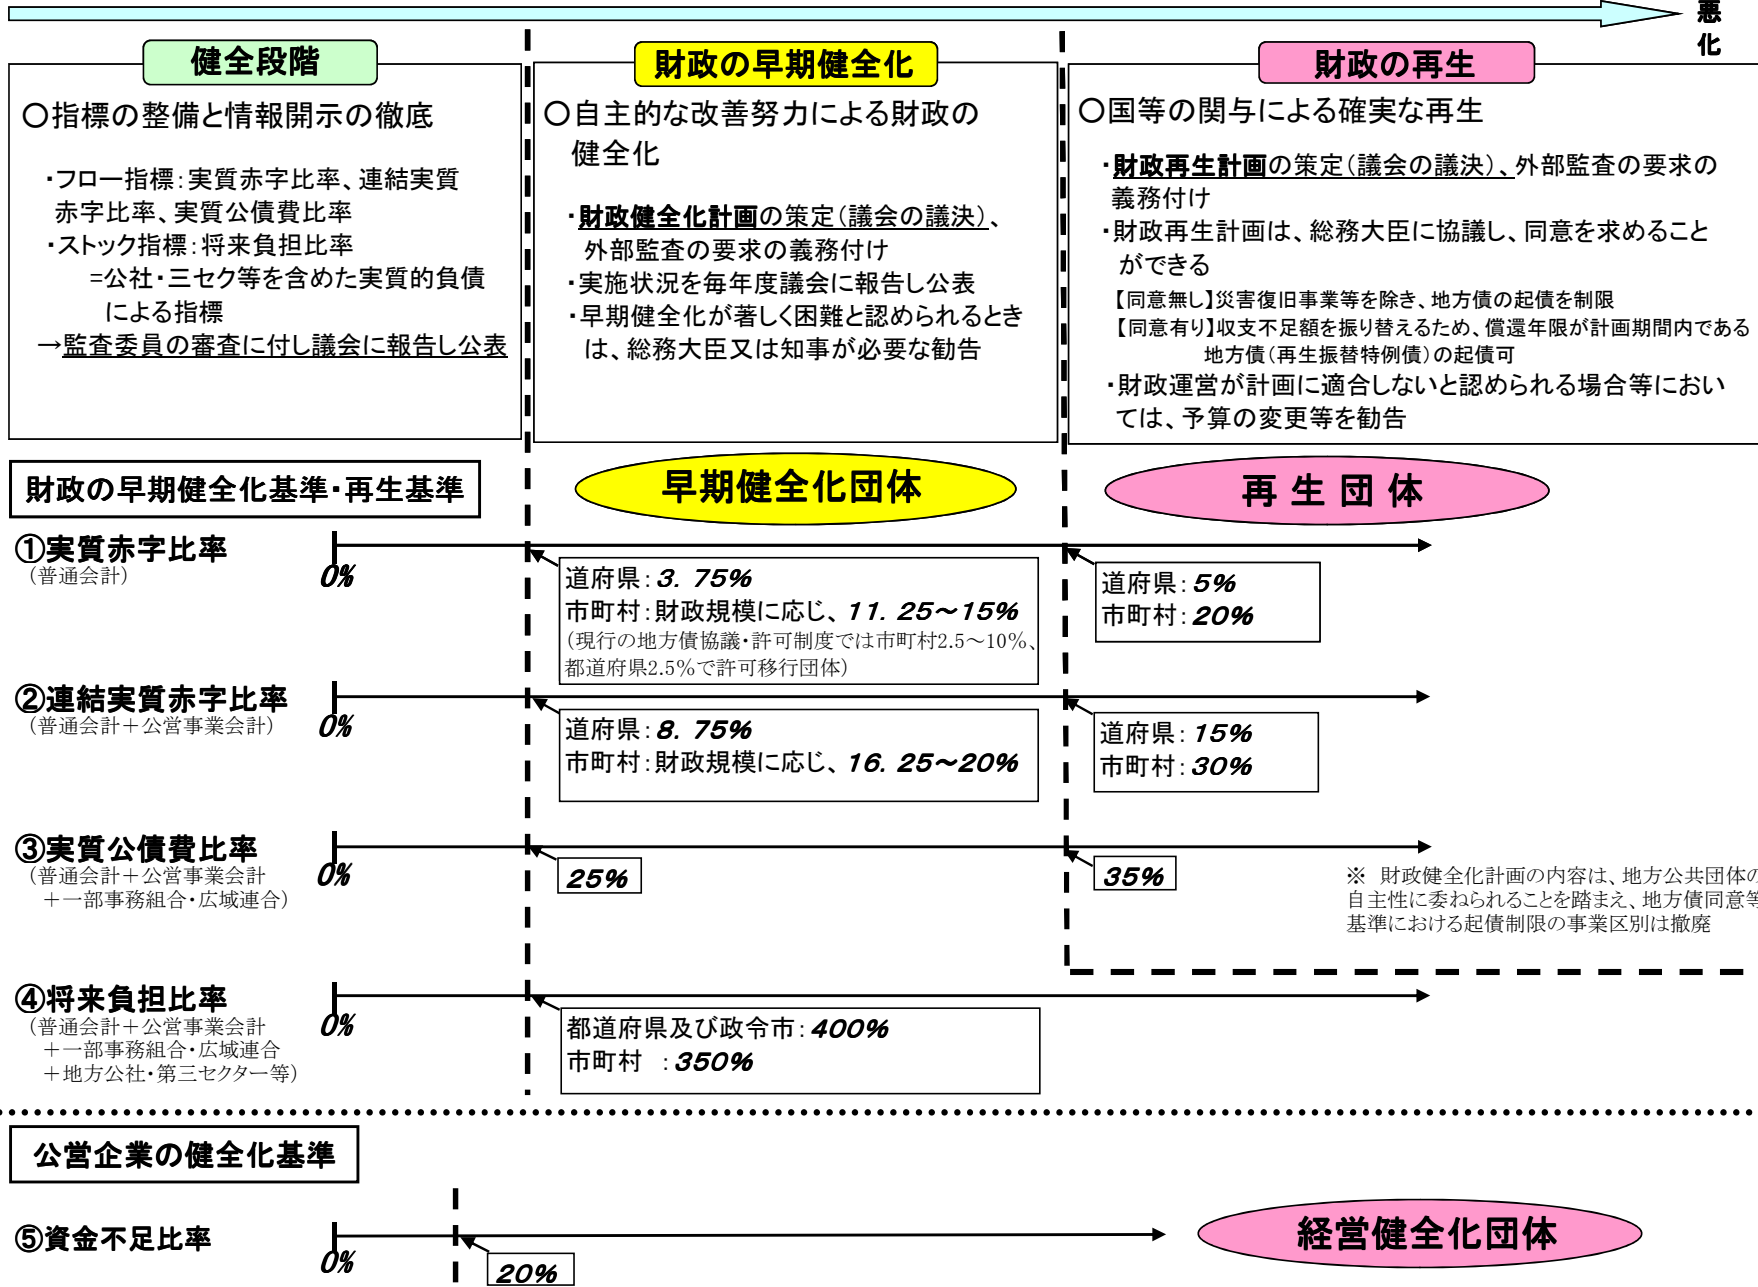 悪
化
健全段階
〇指標の整備と情報開示の徹底
・フロー指標:実質赤字比率、連結実質
赤字比率、実質公債費比率
・ストック指標:将来負担比率
=公社・三セク等を含めた実質的負債
による指標
→監査委員の審査に付し議会に報告し公表
財政の早期健全化
〇自主的な改善努力による財政の
健全化
・財政健全化計画の策定(議会の議決)、
外部監査の要求の義務付け
・実施状況を毎年度議会に報告し公表
・早期健全化が著しく困難と認められるとき
は、総務大臣又は知事が必要な勧告
財政の再生
〇国等の関与による確実な再生
・財政再生計画の策定(議会の議決)、外部監査の要求の
義務付け
・財政再生計画は、総務大臣に協議し、同意を求めること
ができる
【同意無し】災害復旧事業等を除き、地方債の起債を制限
【同意有り】収支不足額を振り替えるため、償還年限が計画期間内である
地方債(再生振替特例債)の起債可
・財政運営が計画に適合しないと認められる場合等におい
ては、予算の変更等を勧告
財政の早期健全化基準・再生基準
早期健全化団体
再生団体
①実質赤字比率
(普通会計)
0%
道府県:3.75%
市町村:財政規模に応じ、11.25~15%
(現行の地方債協議・許可制度では市町村2.5~10%、
都道府県2.5%で許可移行団体)
道府県:5%
市町村:20%
②連結実質赤字比率
(普通会計+公営事業会計)
0%
道府県:8.75%
市町村:財政規模に応じ、16.25~20%
道府県:15%
市町村:30%
③実質公債費比率
(普通会計+公営事業会計
+一部事務組合・広域連合)
0%
25%
35%
※ 財政健全化計画の内容は、地方公共団体の
自主性に委ねられることを踏まえ、地方債同意等
基準における起債制限の事業区別は撤廃
④将来負担比率
(普通会計+公営事業会計
+一部事務組合・広域連合
+地方公社・第三セクター等)
0%
都道府県及び政令市:400%
市町村 :350%
公営企業の健全化基準
⑤資金不足比率
0%
20%
経営健全化団体